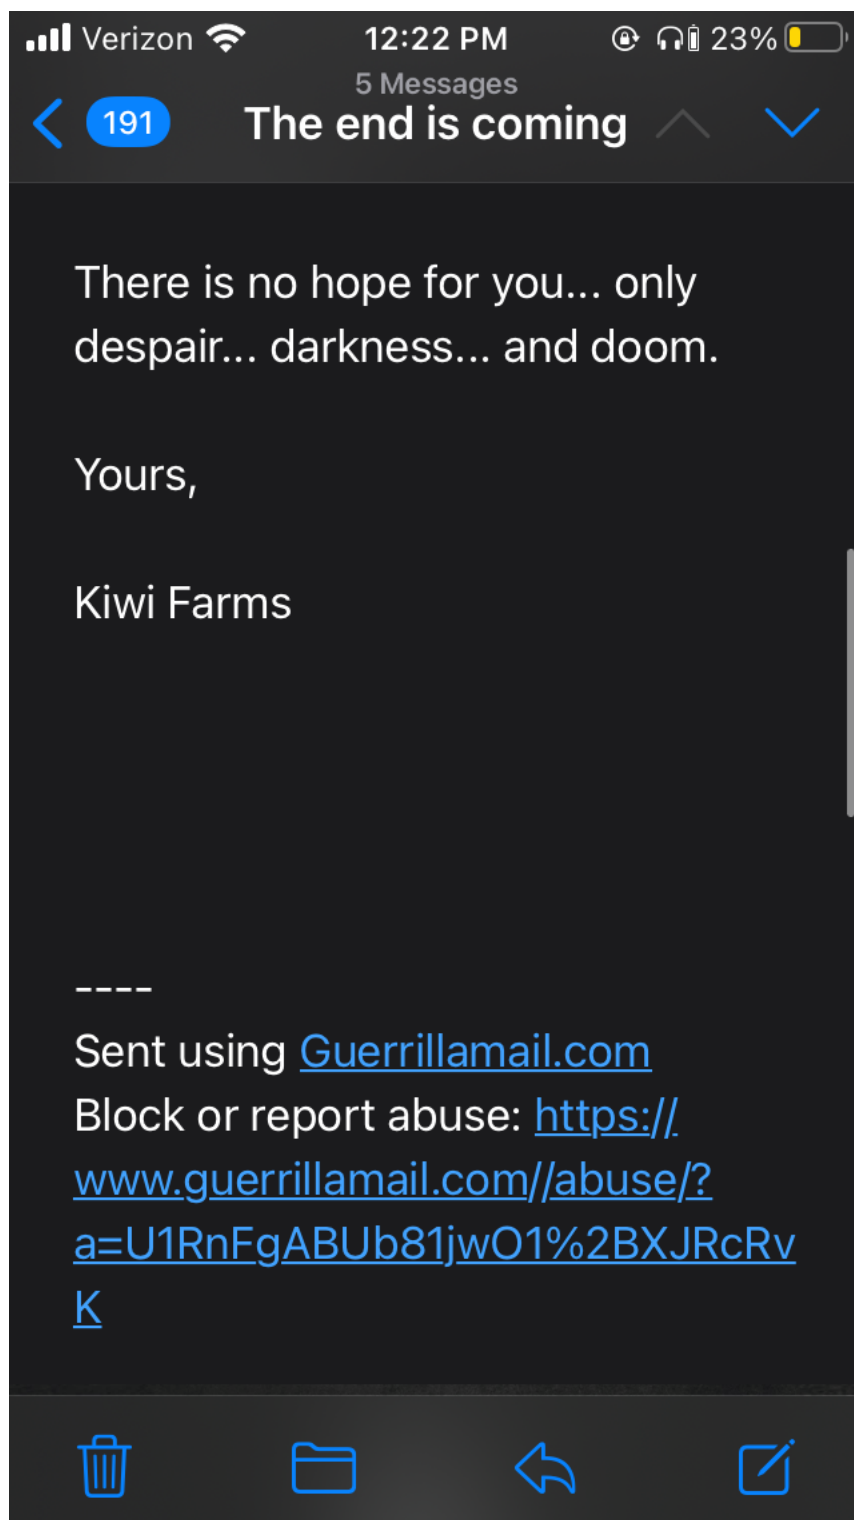 Verizon 12:22 PM 23%
5 Messages
191 The end is coming
There is no hope for you... only
despair... darkness... and doom.
Yours,
Kiwi Farms
----
Sent using Guerrillamail.com
Block or report abuse: https://
www.guerrillamail.com//abuse/?
a=U1RnFgABUb81jwO1%2BXJRcRv
K